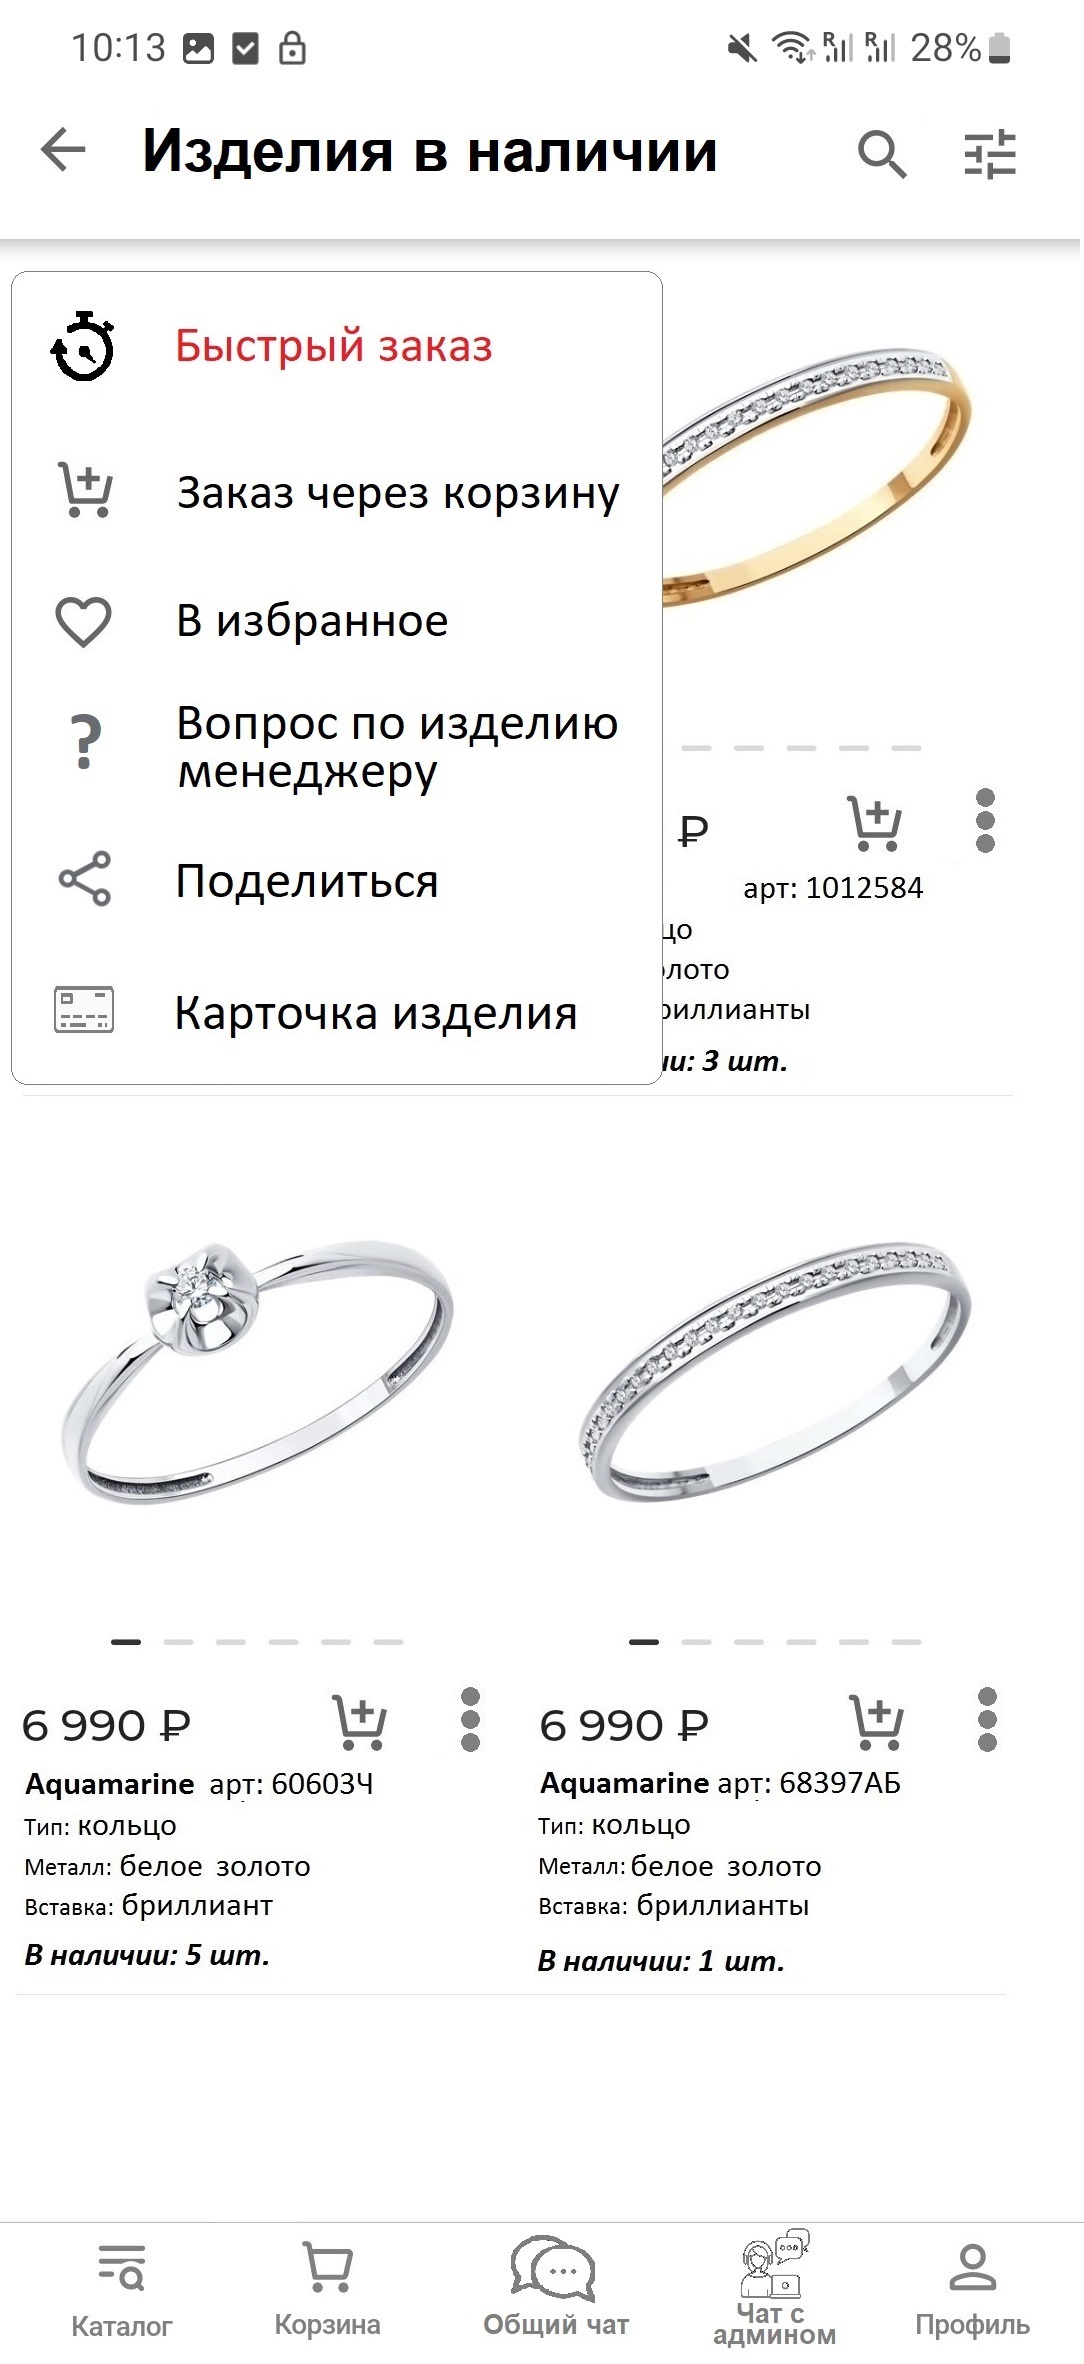 10:13
28%
Изделия в наличии
Быстрый заказ
Заказ через корзину
В избранное
? Вопрос по изделию
менеджеру
Поделиться
Карточка изделия
₽
арт: 1012584
цо
лото
риллианты
ии: 3 шт.
6 990 ₽
Aquamarine арт: 60603Ч
Тип: кольцо
Металл: белое золото
Вставка: бриллиант
В наличии: 5 шт.
6 990 ₽
Aquamarine арт: 68397АБ
Тип: кольцо
Металл: белое золото
Вставка: бриллианты
В наличии: 1 шт.
Каталог
Корзина
Общий чат
Чат с
админом
Профиль